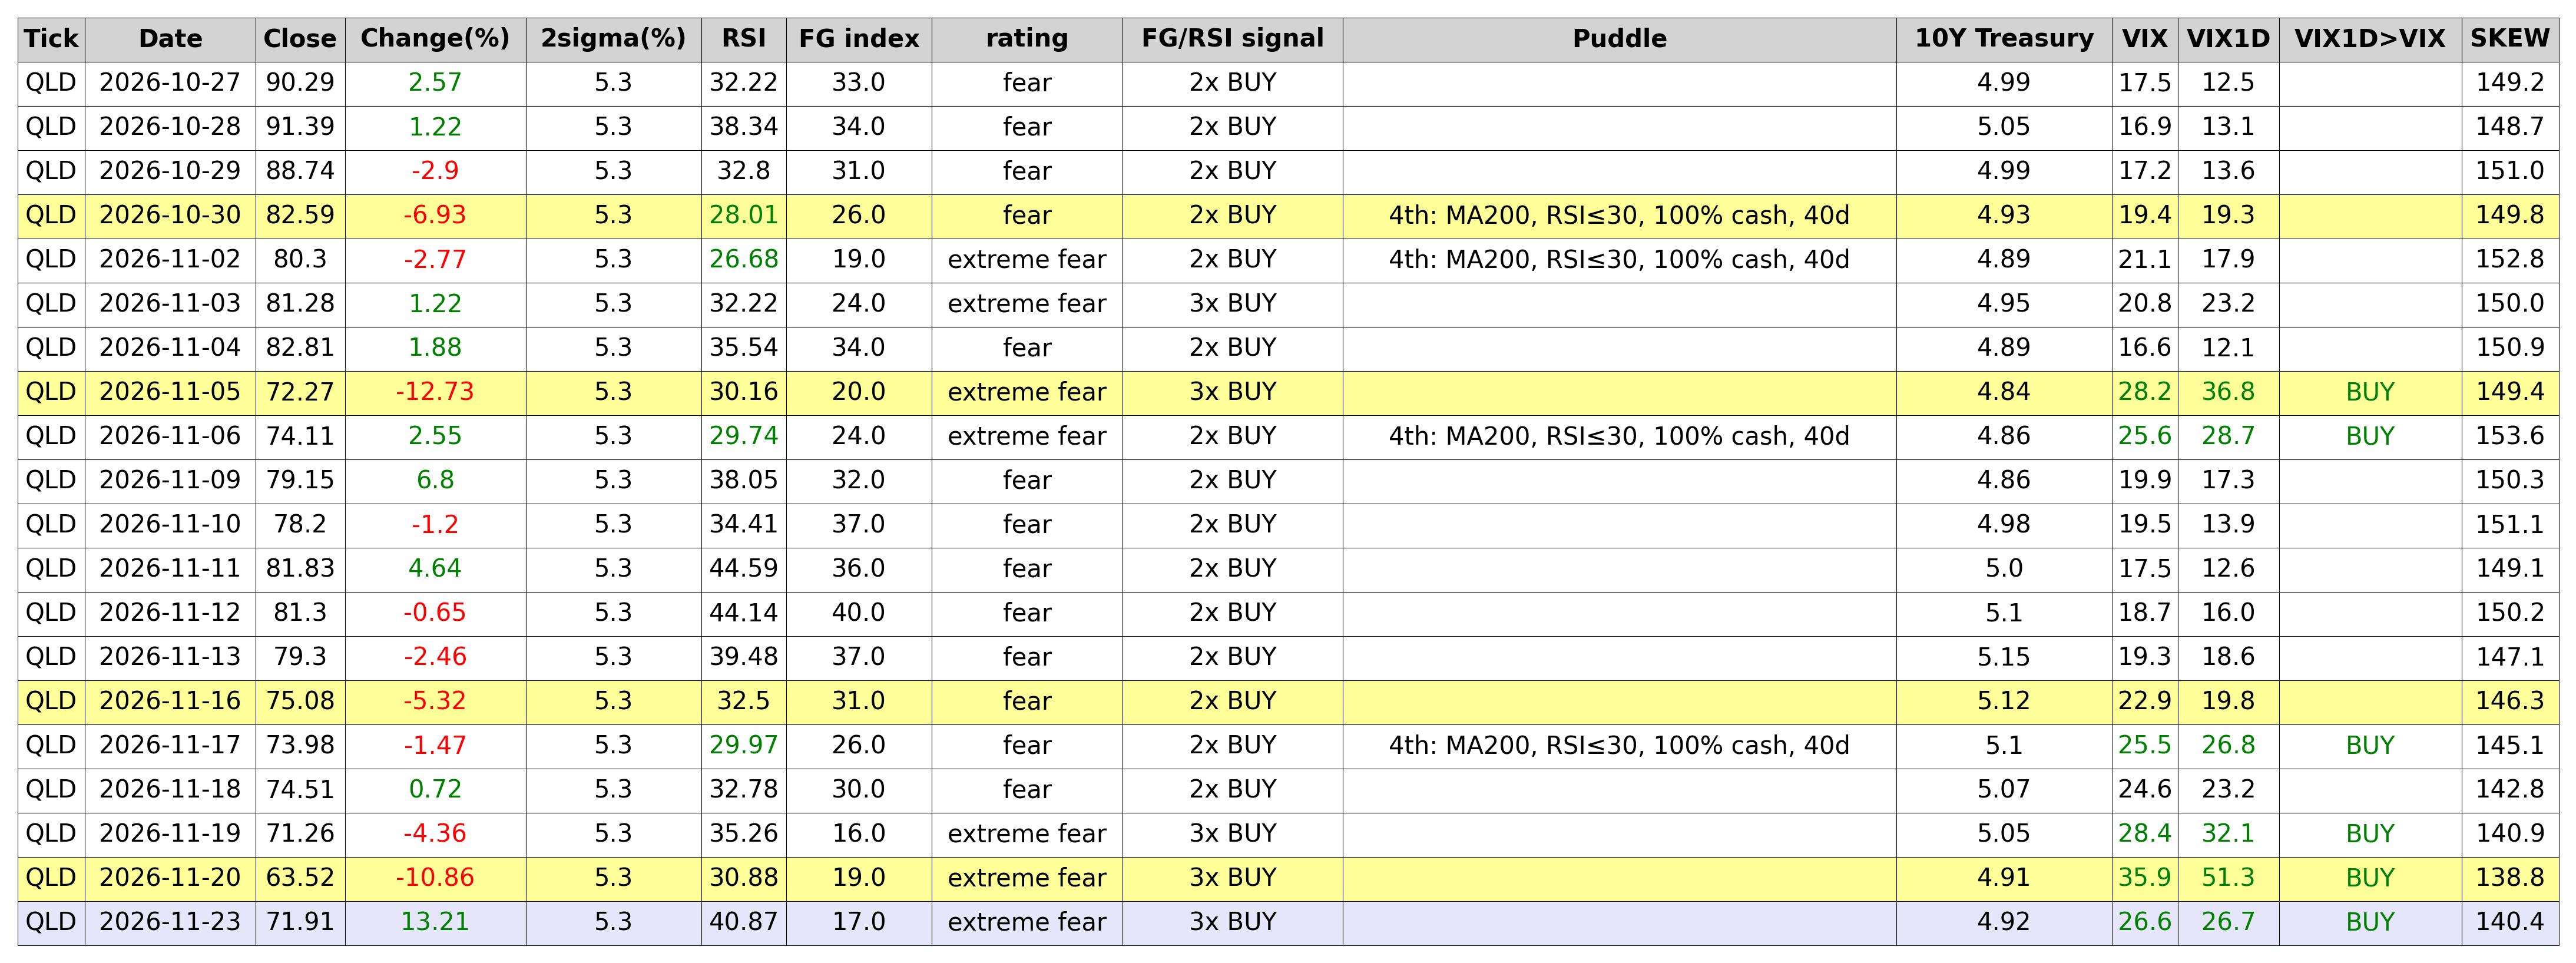 Tick Date Close Change(%) 2sigma(%) RSI FG index rating FG/RSI signal Puddle 10Y Treasury VIX VIX1D VIX1D>VIX SKEW
QLD 2026-10-27 90.29 2.57 5.3 32.22 33.0 fear 2x BUY 4.99 17.5 12.5 149.2
QLD 2026-10-28 91.39 1.22 5.3 38.34 34.0 fear 2x BUY 5.05 16.9 13.1 148.7
QLD 2026-10-29 88.74 -2.9 5.3 32.8 31.0 fear 2x BUY 4.99 17.2 13.6 151.0
QLD 2026-10-30 82.59 -6.93 5.3 28.01 26.0 fear 2x BUY 4th: MA200, RSI≤30, 100% cash, 40d 4.93 19.4 19.3 149.8
QLD 2026-11-02 80.3 -2.77 5.3 26.68 19.0 extreme fear 2x BUY 4th: MA200, RSI≤30, 100% cash, 40d 4.89 21.1 17.9 152.8
QLD 2026-11-03 81.28 1.22 5.3 32.22 24.0 extreme fear 3x BUY 4.95 20.8 23.2 150.0
QLD 2026-11-04 82.81 1.88 5.3 35.54 34.0 fear 2x BUY 4.89 16.6 12.1 150.9
QLD 2026-11-05 72.27 -12.73 5.3 30.16 20.0 extreme fear 3x BUY 4.84 28.2 36.8 BUY 149.4
QLD 2026-11-06 74.11 2.55 5.3 29.74 24.0 extreme fear 2x BUY 4th: MA200, RSI≤30, 100% cash, 40d 4.86 25.6 28.7 BUY 153.6
QLD 2026-11-09 79.15 6.8 5.3 38.05 32.0 fear 2x BUY 4.86 19.9 17.3 150.3
QLD 2026-11-10 78.2 -1.2 5.3 34.41 37.0 fear 2x BUY 4.98 19.5 13.9 151.1
QLD 2026-11-11 81.83 4.64 5.3 44.59 36.0 fear 2x BUY 5.0 17.5 12.6 149.1
QLD 2026-11-12 81.3 -0.65 5.3 44.14 40.0 fear 2x BUY 5.1 18.7 16.0 150.2
QLD 2026-11-13 79.3 -2.46 5.3 39.48 37.0 fear 2x BUY 5.15 19.3 18.6 147.1
QLD 2026-11-16 75.08 -5.32 5.3 32.5 31.0 fear 2x BUY 5.12 22.9 19.8 146.3
QLD 2026-11-17 73.98 -1.47 5.3 29.97 26.0 fear 2x BUY 4th: MA200, RSI≤30, 100% cash, 40d 5.1 25.5 26.8 BUY 145.1
QLD 2026-11-18 74.51 0.72 5.3 32.78 30.0 fear 2x BUY 5.07 24.6 23.2 142.8
QLD 2026-11-19 71.26 -4.36 5.3 35.26 16.0 extreme fear 3x BUY 5.05 28.4 32.1 BUY 140.9
QLD 2026-11-20 63.52 -10.86 5.3 30.88 19.0 extreme fear 3x BUY 4.91 35.9 51.3 BUY 138.8
QLD 2026-11-23 71.91 13.21 5.3 40.87 17.0 extreme fear 3x BUY 4.92 26.6 26.7 BUY 140.4